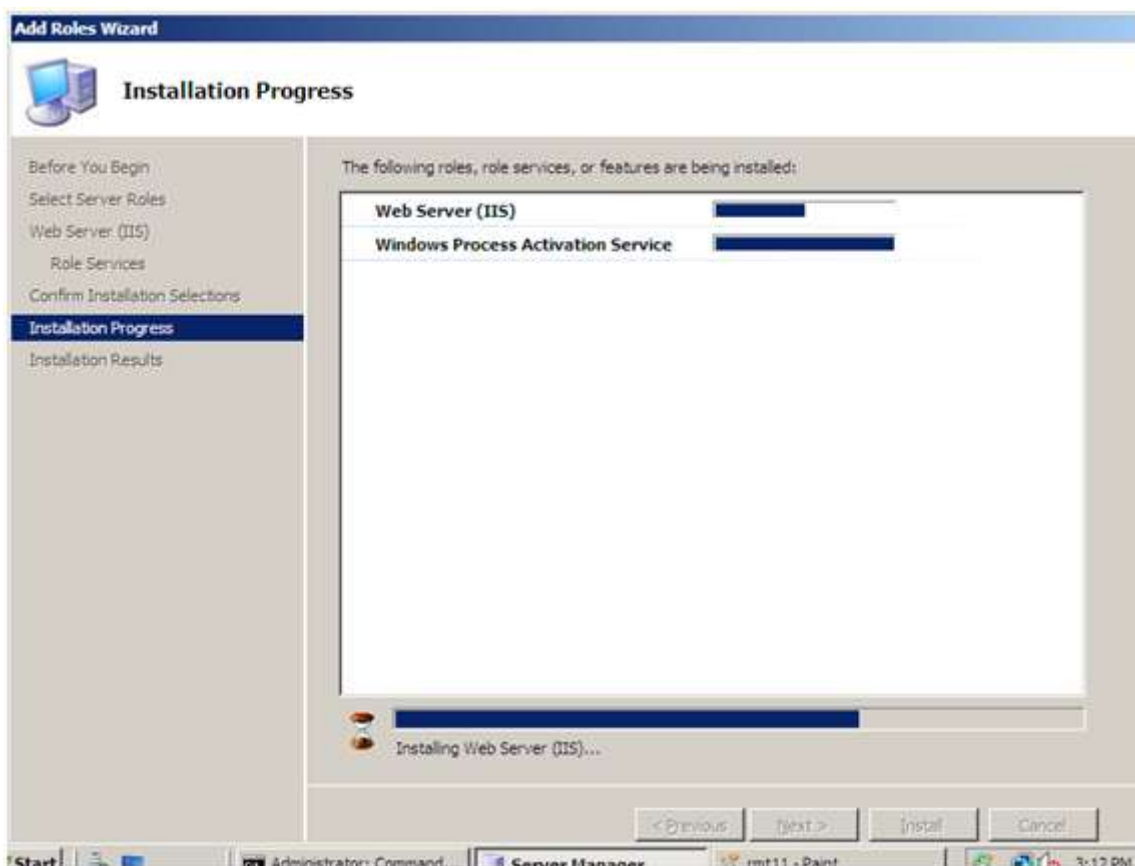 Add Roles Wizard
Installation Progress
Before You Begin
Select Server Roles
Web Server (IIS)
Role Services
Confirm Installation Selections
Installation Progress
Installation Results
The following roles, role services, or features are being installed:
Web Server (IIS)
Windows Process Activation Service
Installing Web Server (IIS)...
< Previous
Next >
Install
Cancel
Start
Administrator: Command...
Server Manager
rmt11 - Paint
3:12 PM